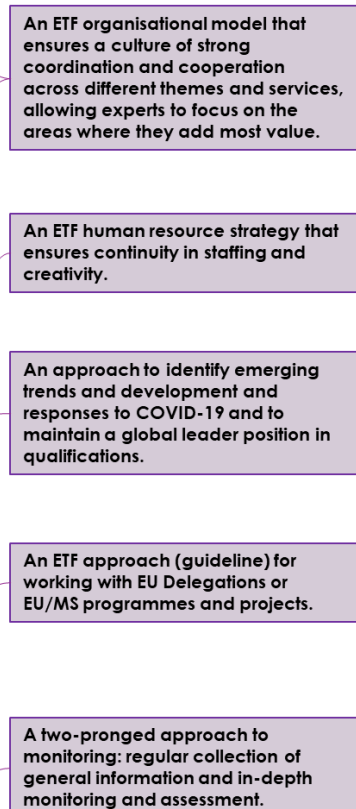 An ETF organisational model that
ensures a culture of strong
coordination and cooperation
across different themes and services,
allowing experts to focus on the
areas where they add most value.
An ETF human resource strategy that
ensures continuity in staffing and
creativity.
An approach to identify emerging
trends and development and
responses to COVID-19 and to
maintain a global leader position in
qualifications.
An ETF approach (guideline) for
working with EU Delegations or
EU/MS programmes and projects.
A two-pronged approach to
monitoring: regular collection of
general information and in-depth
monitoring and assessment.